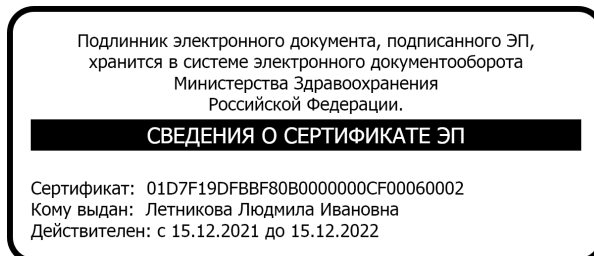 Подлинник электронного документа, подписанного ЭП,
хранится в системе электронного документооборота
Министерства Здравоохранения
Российской Федерации.
СВЕДЕНИЯ О СЕРТИФИКАТЕ ЭП
Сертификат: 01D7F19DFBBF80B0000000CF00060002
Кому выдан: Летникова Людмила Ивановна
Действителен: с 15.12.2021 до 15.12.2022